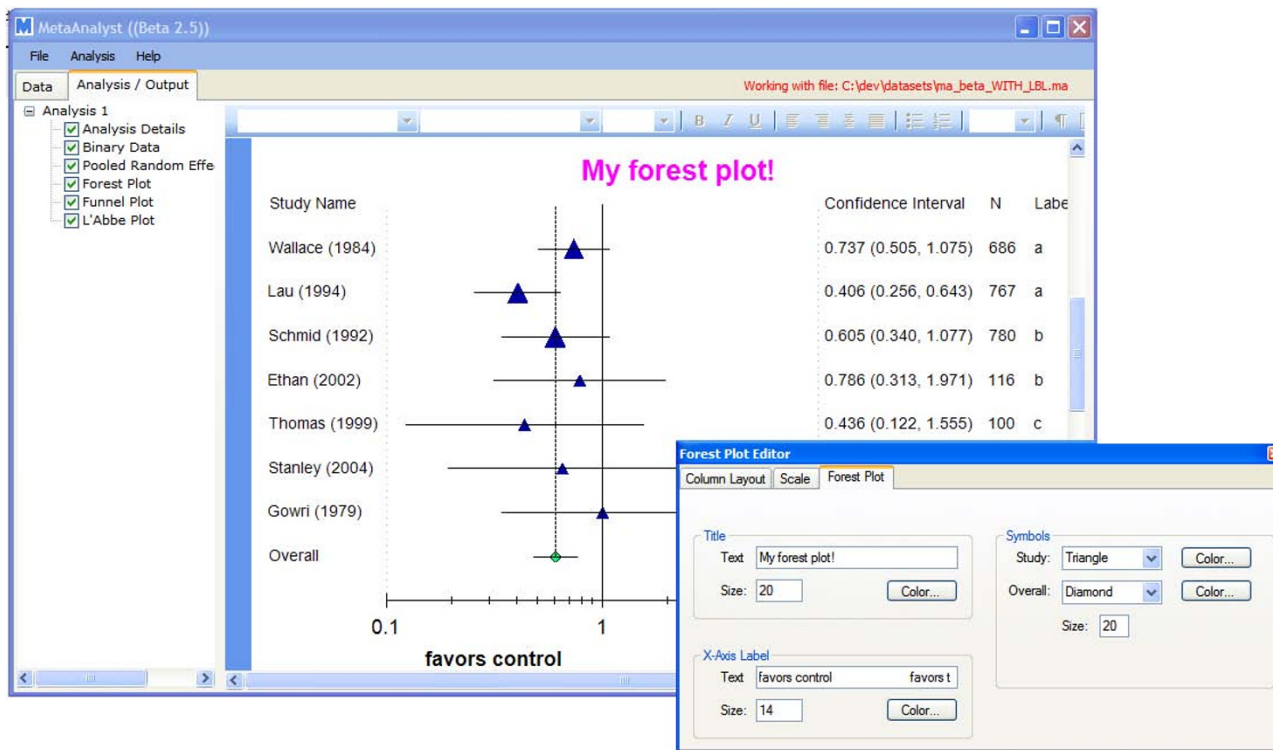 MetaAnalyst ((Beta 2.5))
File Analysis Help
Data Analysis / Output Working with file: C:\dev\datasets\ma_beta_WITH_LBL.ma
Analysis 1
Analysis Details
Binary Data
Pooled Random Effe
Forest Plot
Funnel Plot
L'Abbe Plot
B I U
My forest plot!
Study Name Confidence Interval N Labe
Wallace (1984) 0.737 (0.505, 1.075) 686 a
Lau (1994) 0.406 (0.256, 0.643) 767 a
Schmid (1992) 0.605 (0.340, 1.077) 780 b
Ethan (2002) 0.786 (0.313, 1.971) 116 b
Thomas (1999) 0.436 (0.122, 1.555) 100 c
Stanley (2004)
Gowri (1979)
Overall
0.1 1
favors control
Forest Plot Editor
Column Layout Scale Forest Plot
Title
Text My forest plot!
Size: 20 Color...
X-Axis Label
Text favors control favors t
Size: 14 Color...
Symbols
Study: Triangle Color...
Overall: Diamond Color...
Size: 20